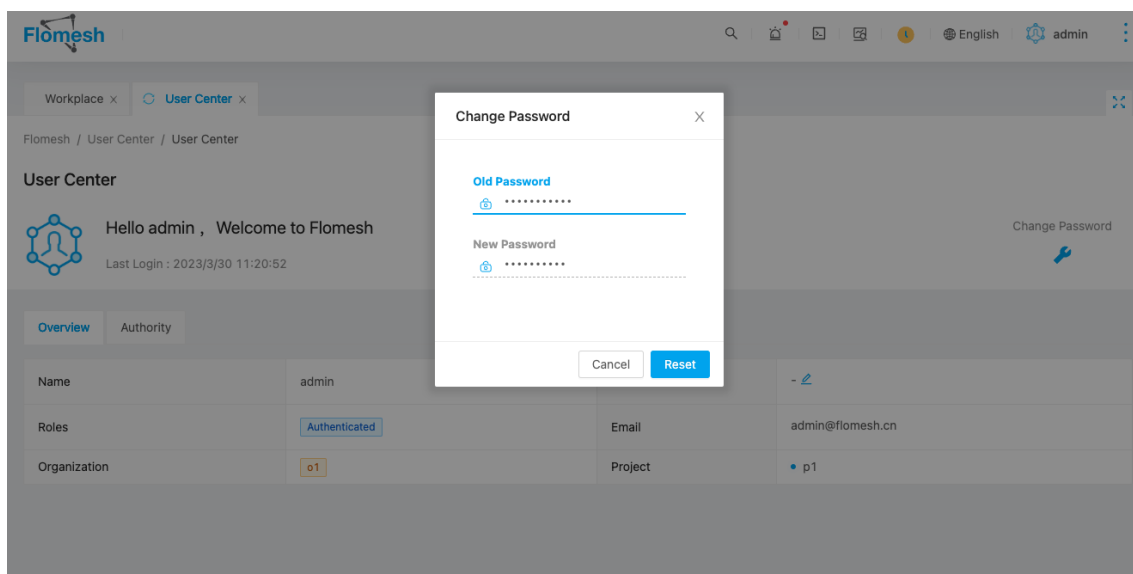 Flomesh
English
admin
Workplace
User Center
Flomesh / User Center / User Center
User Center
Hello admin， Welcome to Flomesh
Last Login : 2023/3/30 11:20:52
Change Password
Change Password
Old Password
•••••••••••
New Password
••••••••••
Cancel
Reset
Overview
Authority
Name
admin
-
Roles
Authenticated
Email
admin@flomesh.cn
Organization
o1
Project
p1